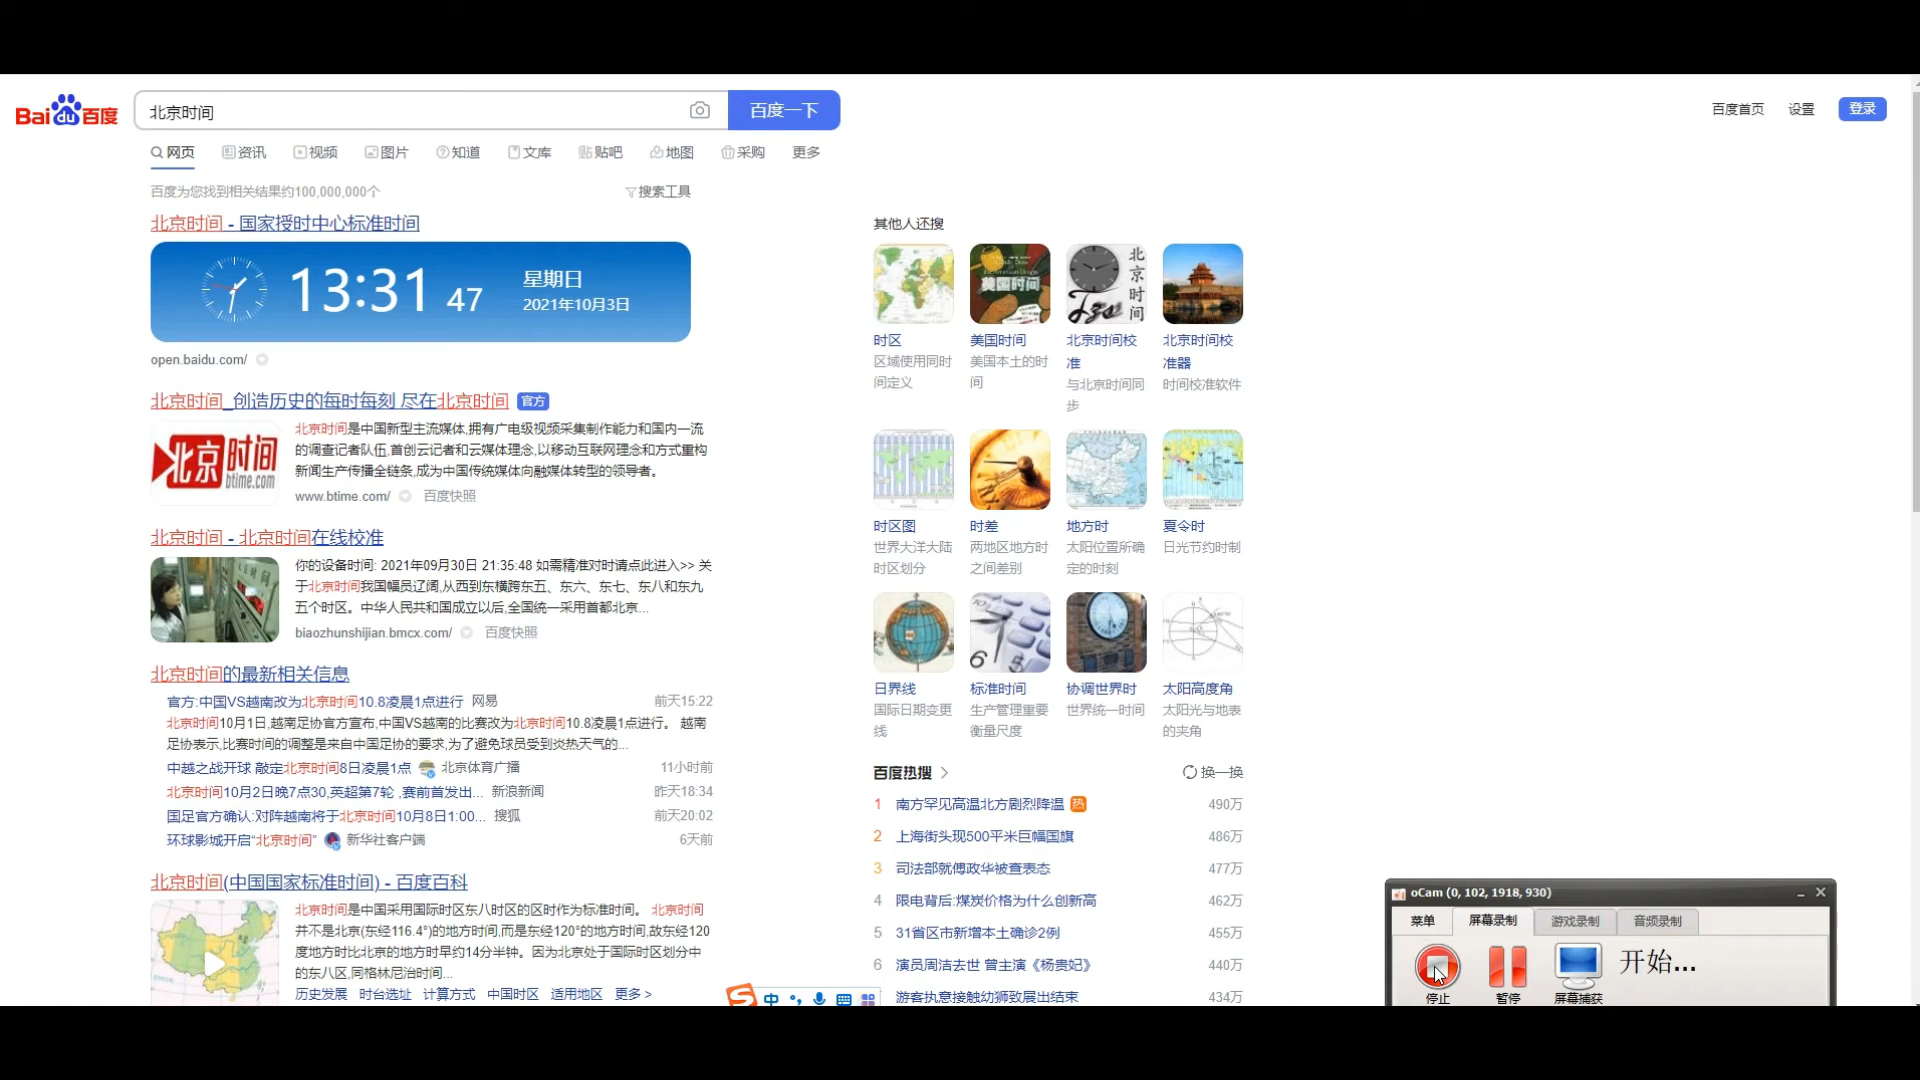 Bai du 百度
北京时间
百度一下
百度首页 设置 登录
网页 资讯 视频 图片 知道 文库 贴吧 地图 采购 更多
百度为您找到相关结果约100,000,000个
搜索工具
北京时间 - 国家授时中心标准时间
13:31 47
星期日
2021年10月3日
open.baidu.com/
北京时间_创造历史的每时每刻 尽在北京时间 官方
北京时间
btime.com
北京时间是中国新型主流媒体,拥有广电级视频采集制作能力和国内一流
的调查记者队伍,首创云记者和云媒体理念,以移动互联网理念和方式重构
新闻生产传播全链条,成为中国传统媒体向融媒体转型的领导者。
www.btime.com/ 百度快照
北京时间 - 北京时间在线校准
你的设备时间: 2021年09月30日 21:35:48 如需精准对时请点此进入>> 关
于北京时间我国幅员辽阔,从西到东横跨东五、东六、东七、东八和东九
五个时区。中华人民共和国成立以后,全国统一采用首都北京...
biaozhunshijian.bmcx.com/ 百度快照
北京时间的最新相关信息
官方:中国VS越南改为北京时间10.8凌晨1点进行 网易 前天15:22
北京时间10月1日,越南足协官方宣布,中国VS越南的比赛改为北京时间10.8凌晨1点进行。 越南
足协表示,比赛时间的调整是来自中国足协的要求,为了避免球员受到炎热天气的...
中越之战开球 敲定北京时间8日凌晨1点 北京体育广播 11小时前
北京时间10月2日晚7点30,英超第7轮 ,赛前首发出... 新浪新闻 昨天18:34
国足官方确认:对阵越南将于北京时间10月8日1:00... 搜狐 前天20:02
环球影城开启“北京时间” 新华社客户端 6天前
北京时间(中国国家标准时间) - 百度百科
北京时间是中国采用国际时区东八时区的区时作为标准时间。 北京时间
并不是北京(东经116.4°)的地方时间,而是东经120°的地方时间,故东经120
度地方时比北京的地方时早约14分半钟。因为北京处于国际时区划分中
的东八区,同格林尼治时间...
历史发展 时台选址 计算方式 中国时区 适用地区 更多 >
其他人还搜
美国时间
北京时间
时区
区域使用同时
间定义
美国时间
美国本土的时
间
北京时间校
准
与北京时间同
步
北京时间校
准器
时间校准软件
时区图
世界大洋大陆
时区划分
时差
两地区地方时
之间差别
地方时
太阳位置所确
定的时刻
夏令时
日光节约时制
日界线
国际日期变更
线
标准时间
生产管理重要
衡量尺度
协调世界时
世界统一时间
太阳高度角
太阳光与地表
的夹角
百度热搜 > 换一换
1 南方罕见高温北方剧烈降温 热 490万
2 上海街头现500平米巨幅国旗 486万
3 司法部就傅政华被查表态 477万
4 限电背后:煤炭价格为什么创新高 462万
5 31省区市新增本土确诊2例 455万
6 演员周洁去世 曾主演《杨贵妃》 440万
游客执意接触幼狮致展出结束 434万
中
oCam (0, 102, 1918, 930)
菜单 屏幕录制 游戏录制 音频录制
开始...
停止 暂停 屏幕捕获